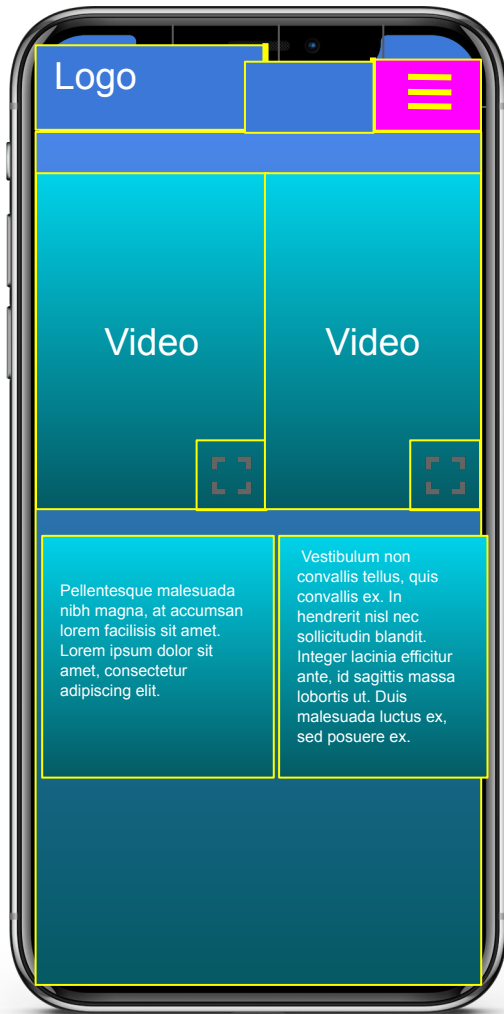 Logo
Video
Video
Pellentesque malesuada
nibh magna, at accumsan
lorem facilisis sit amet.
Lorem ipsum dolor sit
amet, consectetur
adipiscing elit.
Vestibulum non
convallis tellus, quis
convallis ex. In
hendrerit nisl nec
sollicitudin blandit.
Integer lacinia efficitur
ante, id sagittis massa
lobortis ut. Duis
malesuada luctus ex,
sed posuere ex.